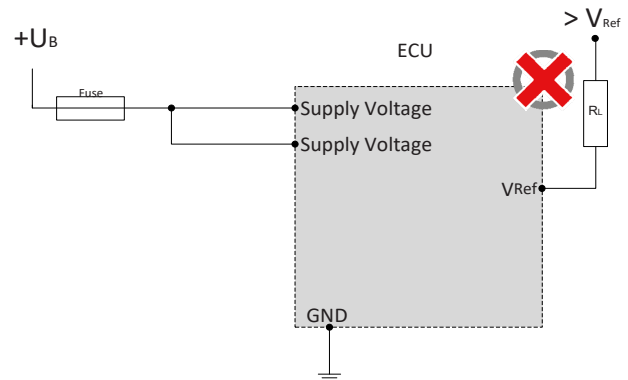 > VRef
+UB
ECU
Fuse
Supply Voltage
RL
Supply Voltage
VRef
GND